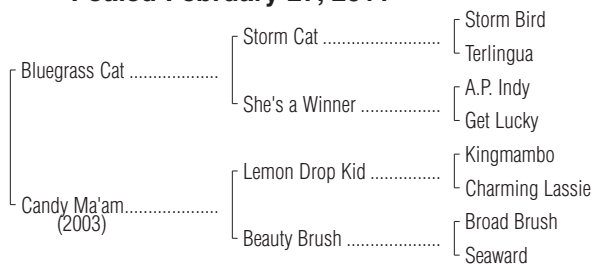 Foaled February 27, 2011
Storm Bird
Storm Cat ........................
Terlingua
Bluegrass Cat ..................
A.P. Indy
She's a Winner ................
Get Lucky
Kingmambo
Lemon Drop Kid ..............
Charming Lassie
Candy Ma'am...................
(2003)
Broad Brush
Beauty Brush ...................
Seaward